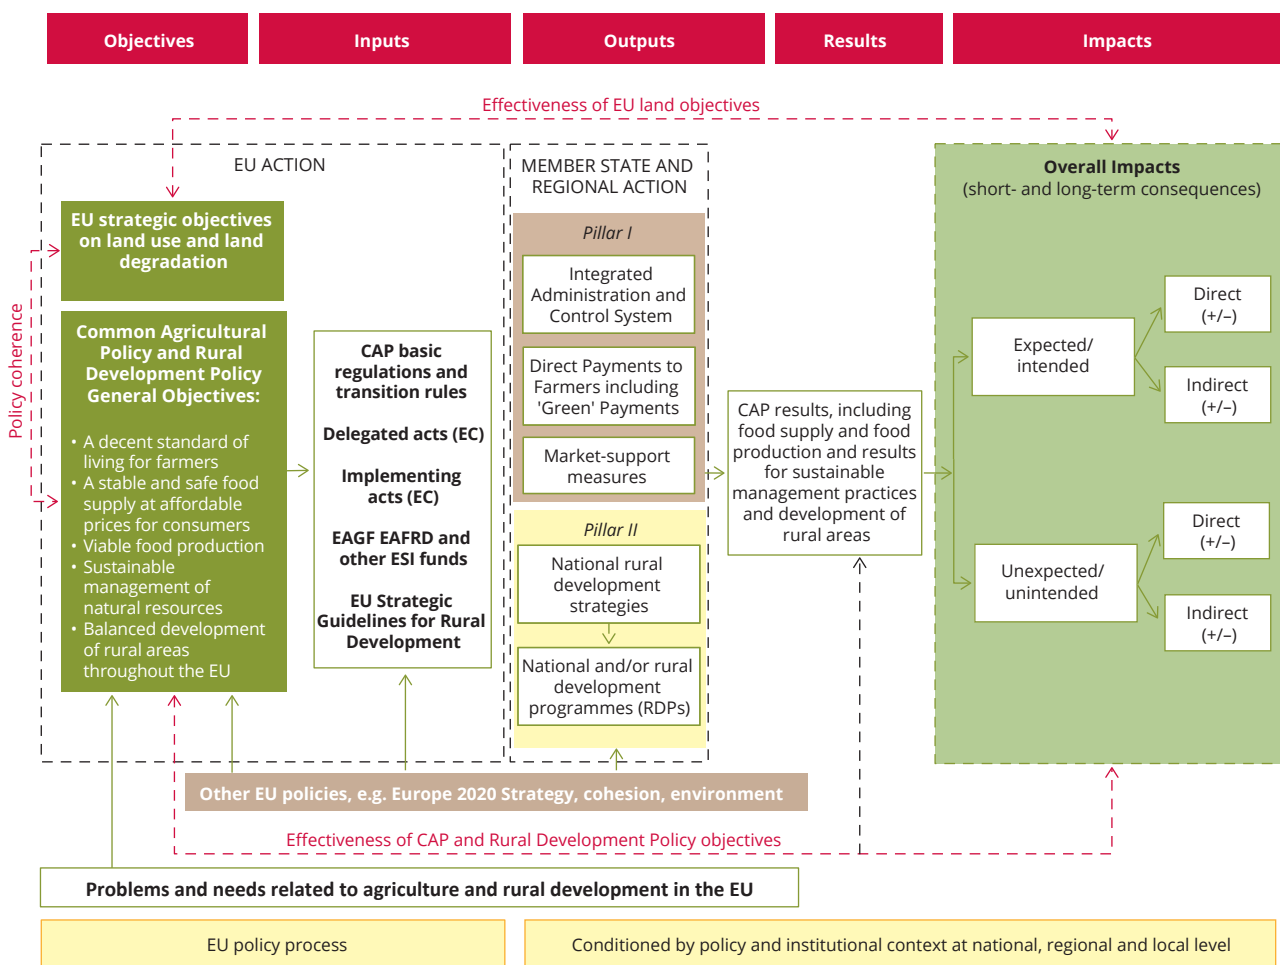 Objectives
Inputs
Outputs
Results
Impacts
Effectiveness of EU land objectives
EU ACTION
MEMBER STATE AND
REGIONAL ACTION
Overall Impacts
(short- and long-term consequences)
Policy coherence
EU strategic objectives
on land use and land
degradation
Common Agricultural
Policy and Rural
Development Policy
General Objectives:
• A decent standard of
living for farmers
• A stable and safe food
supply at affordable
prices for consumers
• Viable food production
• Sustainable
management of
natural resources
• Balanced development
of rural areas
throughout the EU
CAP basic
regulations and
transition rules
Delegated acts (EC)
Implementing
acts (EC)
EAGF EAFRD and
other ESI funds
EU Strategic
Guidelines for Rural
Development
Pillar I
Integrated
Administration and
Control System
Direct Payments to
Farmers including
'Green' Payments
Market-support
measures
Pillar II
National rural
development
strategies
National and/or rural
development
programmes (RDPs)
CAP results, including
food supply and food
production and results
for sustainable
management practices
and development of
rural areas
Expected/
intended
Direct
(+/–)
Indirect
(+/–)
Unexpected/
unintended
Direct
(+/–)
Indirect
(+/–)
Other EU policies, e.g. Europe 2020 Strategy, cohesion, environment
Effectiveness of CAP and Rural Development Policy objectives
Problems and needs related to agriculture and rural development in the EU
EU policy process
Conditioned by policy and institutional context at national, regional and local level